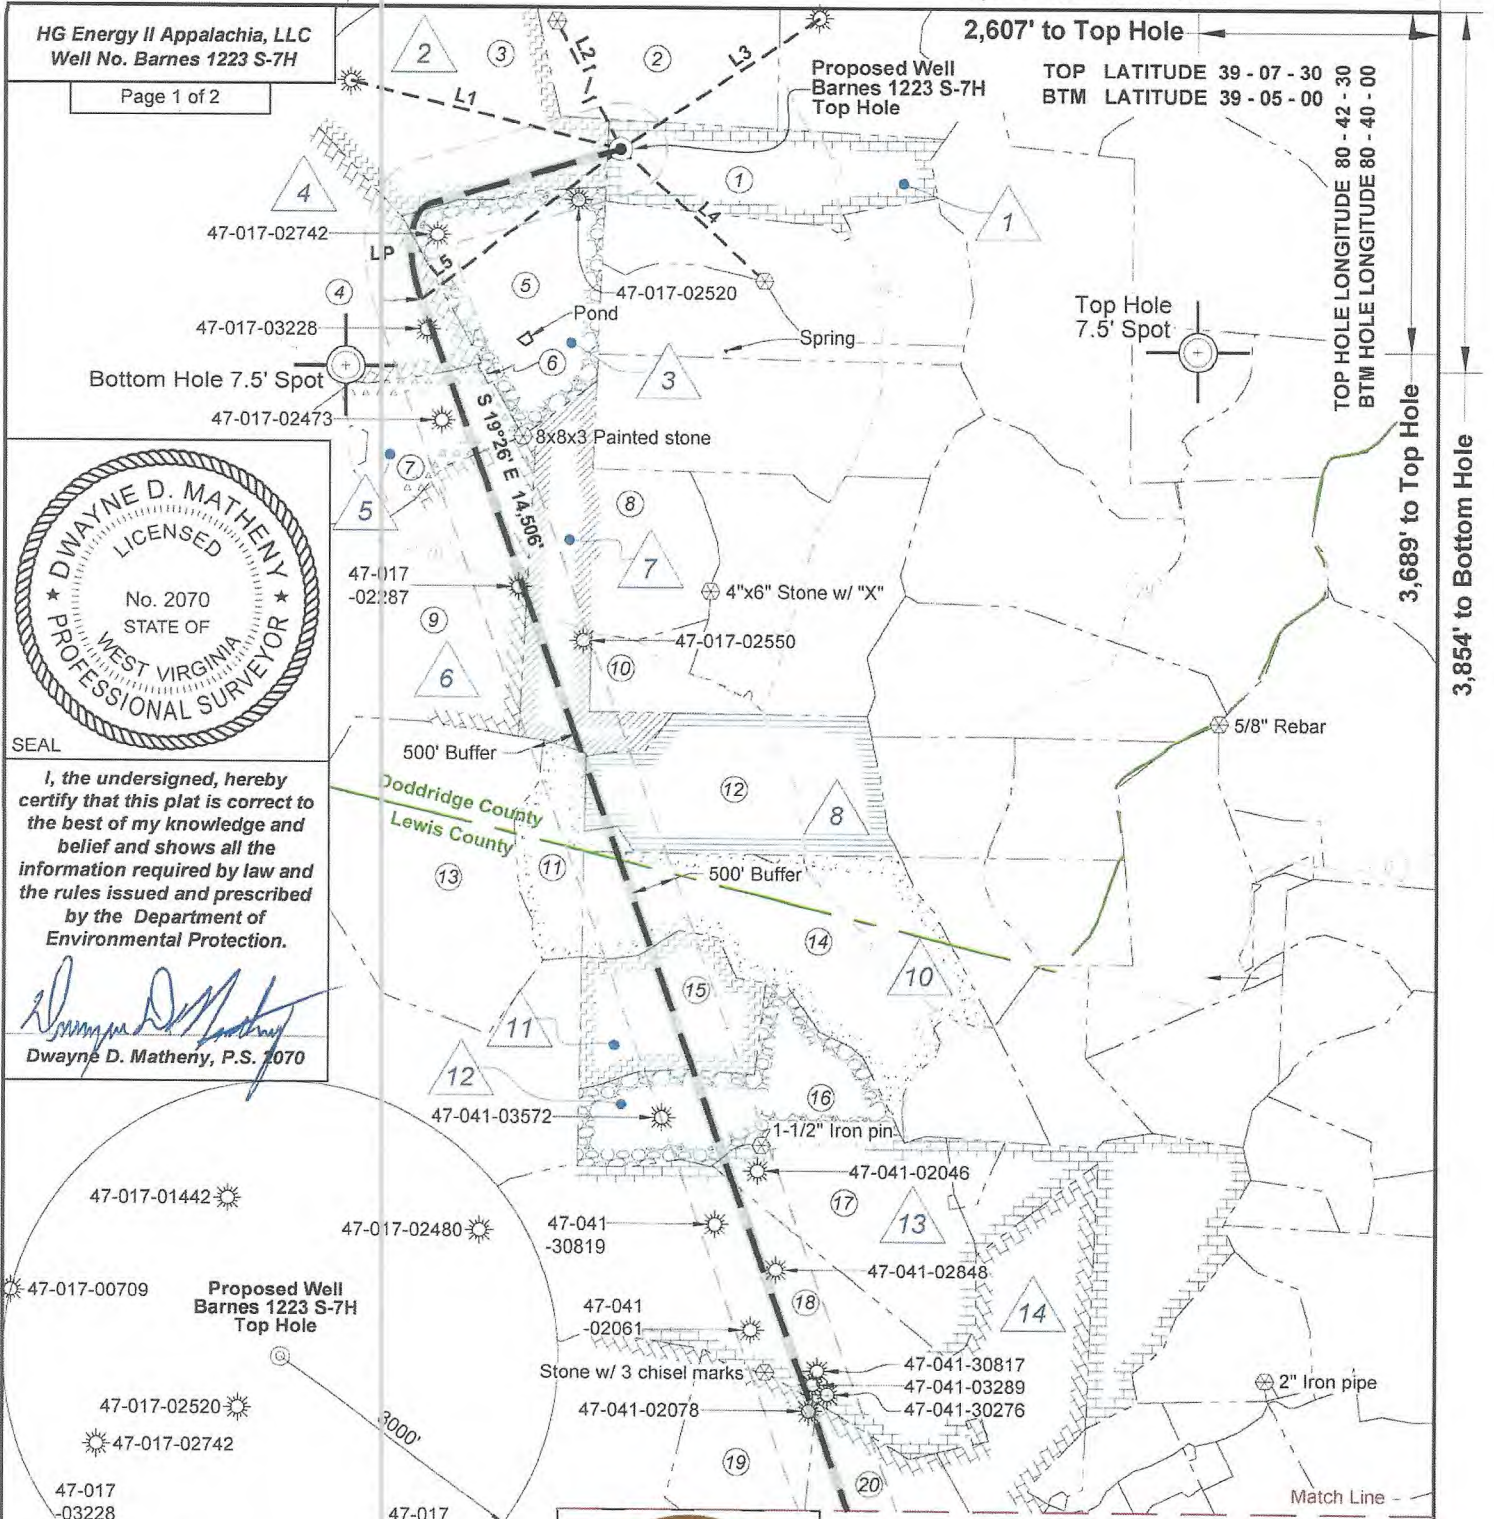 HG Energy II Appalachia, LLC
Well No. Barnes 1223 S-7H
Page 1 of 2
2,607' to Top Hole
TOP LATITUDE 39 - 07 - 30
BTM LATITUDE 39 - 05 - 00
TOP HOLE LONGITUDE 80 - 42 - 30
BTM HOLE LONGITUDE 80 - 40 - 00
3,689' to Top Hole
3,854' to Bottom Hole
Proposed Well
Barnes 1223 S-7H
Top Hole
L1
L2
L3
L4
L5
LP
2
3
2
1
1
4
47-017-02742
4
5
47-017-02520
Pond
Spring
Top Hole
7.5' Spot
47-017-03228
6
3
Bottom Hole 7.5' Spot
47-017-02473
8x8x3 Painted stone
S 19°26' E 14,506'
7
5
8
7
47-017
-02287
4"x6" Stone w/ "X"
9
47-017-02550
10
6
5/8" Rebar
500' Buffer
DWAYNE D. MATHENY
LICENSED
No. 2070
STATE OF
WEST VIRGINIA
PROFESSIONAL SURVEYOR
SEAL
I, the undersigned, hereby
certify that this plat is correct to
the best of my knowledge and
belief and shows all the
information required by law and
the rules issued and prescribed
by the Department of
Environmental Protection.
Dwayne D. Matheny
Dwayne D. Matheny, P.S. 2070
Doddridge County
Lewis County
12
8
13
11
500' Buffer
14
10
15
11
12
16
47-041-03572
1-1/2" Iron pin
47-041-02046
17
13
47-041
-30819
47-041-02848
18
14
47-041
-02061
Stone w/ 3 chisel marks
47-041-30817
47-041-03289
47-041-30276
47-041-02078
2" Iron pipe
19
20
Match Line
47-017-01442
47-017-02480
47-017-00709
Proposed Well
Barnes 1223 S-7H
Top Hole
47-017-02520
47-017-02742
3000'
47-017
-03228
47-017